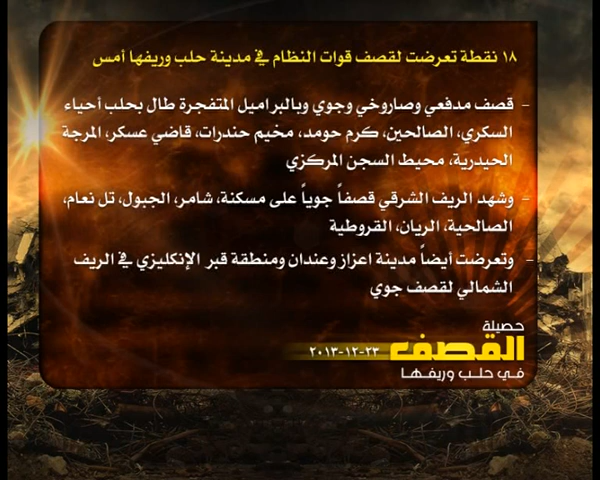 ١٨ نقطة تعرضت لقصف قوات النظام في مدينة حلب وريفها أمس
- قصف مدفعي وصاروخي وجوي وبالبراميل المتفجرة طال بحلب أحياء
السكري، الصالحين، كرم حومد، مخيم حندرات، قاضي عسكر، المرجة
الحيدرية، محيط السجن المركزي
- وشهد الريف الشرقي قصفاً جوياً على مسكنة، شامر، الجبول، تل نعام،
الصالحية، الريان، القروطية
- وتعرضت أيضاً مدينة اعزاز وعندان ومنطقة قبر الإنكليزي في الريف
الشمالي لقصف جوي
حصيلة
القصف ٢٣-١٢-٢٠١٣
في حلب وريفها